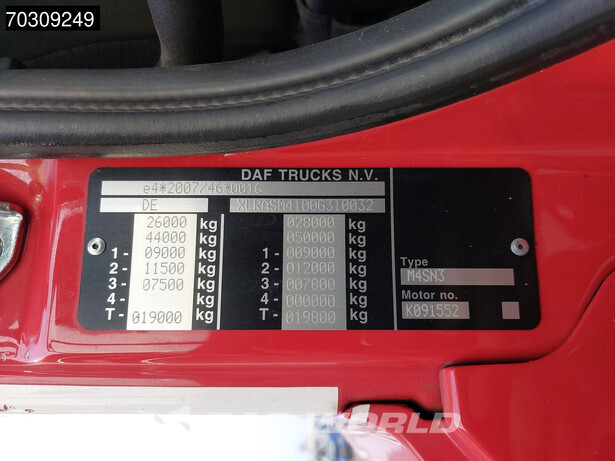 70309249
DAF TRUCKS N.V.
e4*2007/46*0016
DE XLRASM4100G310032
26000 kg 028000 kg
44000 kg 050000 kg
1 - 09000 kg 1 - 009000 kg
2 - 11500 kg 2 - 012000 kg
3 - 07500 kg 3 - 007800 kg
4 - kg 4 - 000000 kg
T - 019000 kg T - 019800 kg
Type
M4SN3
Motor no.
K091552
WORLD